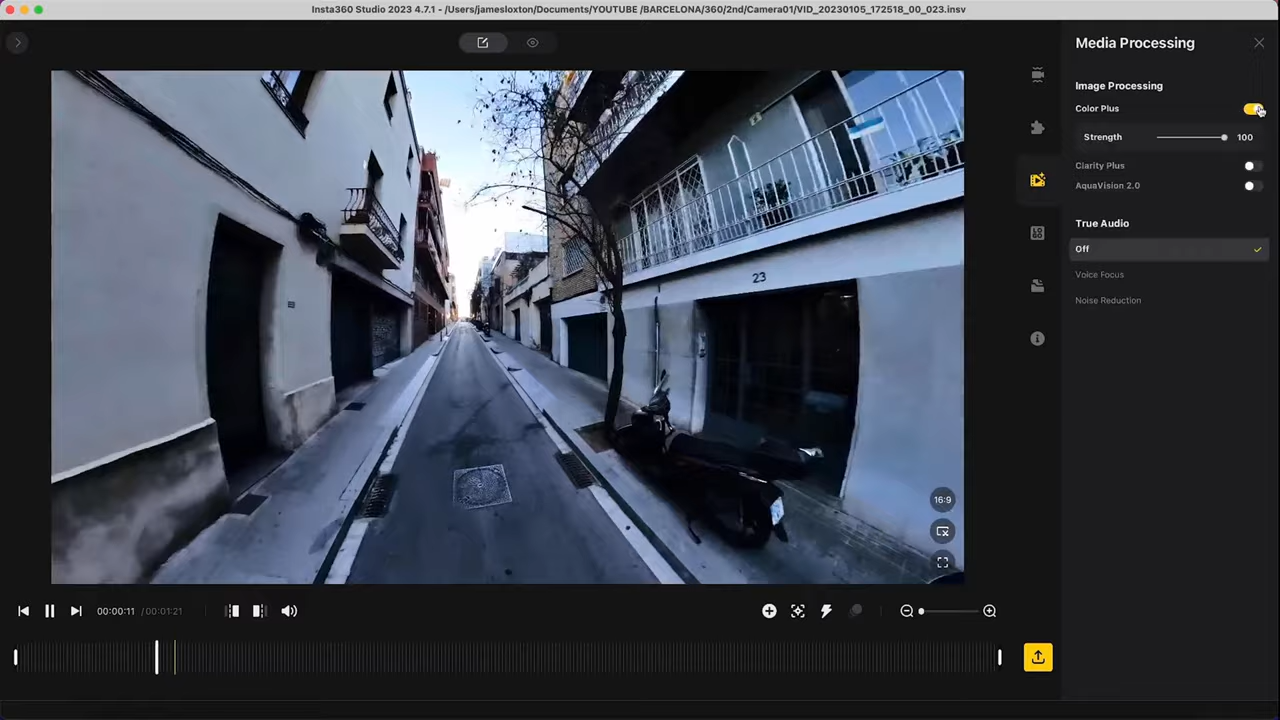 Insta360 Studio 2023 4.7.1 - /Users/jamesloxton/Documents/YOUTUBE /BARCELONA/360/2nd/Camera01/VID_20230105_172518_00_023.insv
Media Processing
Image Processing
Color Plus
Strength 100
Clarity Plus
AquaVision 2.0
True Audio
Off
Voice Focus
Noise Reduction
23
16:9
00:00:11 /00:01:21